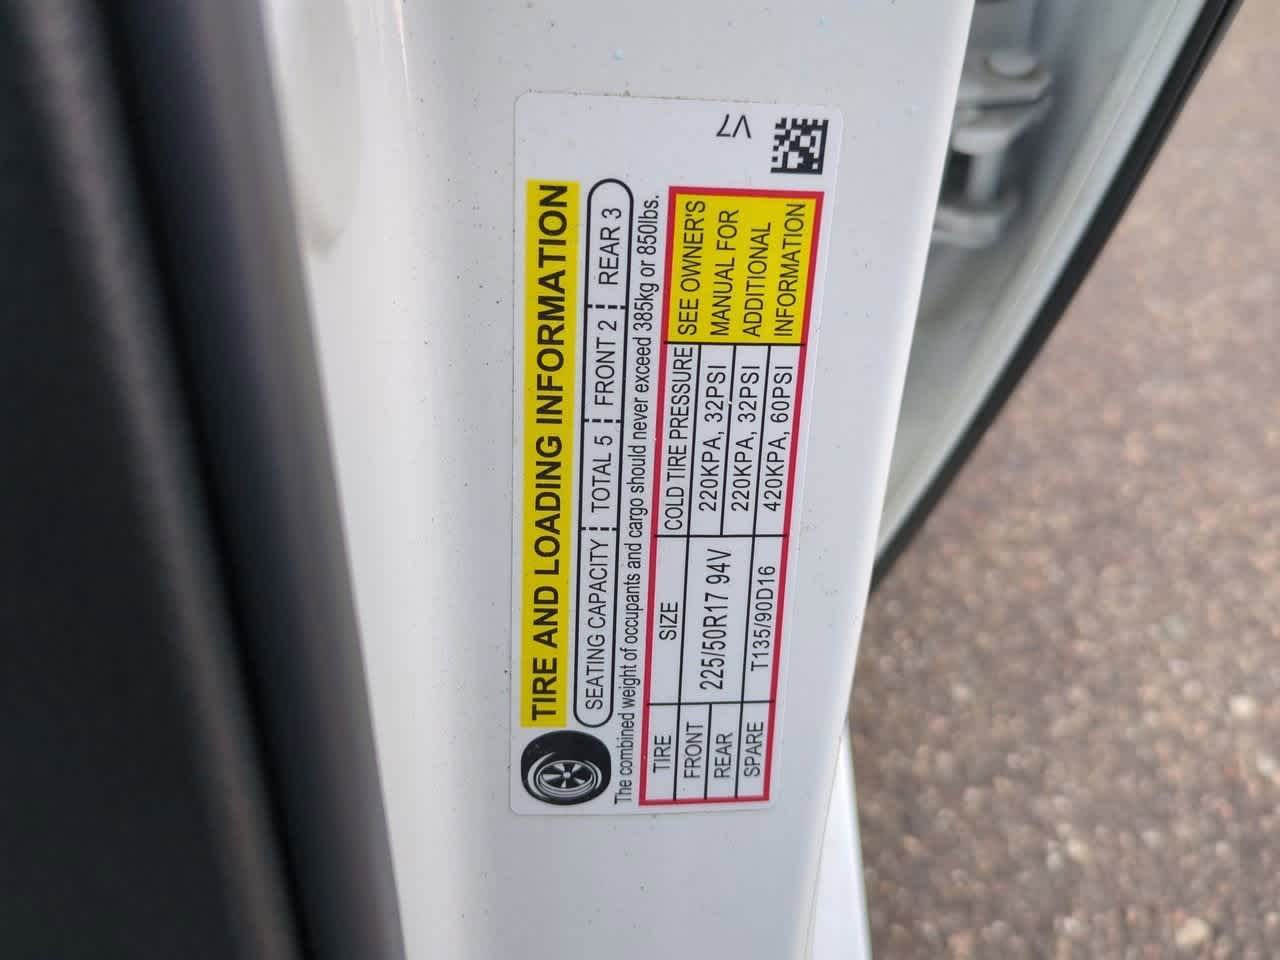 TIRE AND LOADING INFORMATION
SEATING CAPACITY TOTAL 5 FRONT 2 REAR 3
The combined weight of occupants and cargo should never exceed 385kg or 850lbs.
TIRE SIZE COLD TIRE PRESSURE
FRONT 225/50R17 94V 220KPA, 32PSI
REAR 220KPA, 32PSI
SPARE T135/90D16 420KPA, 60PSI
SEE OWNER'S
MANUAL FOR
ADDITIONAL
INFORMATION
V7